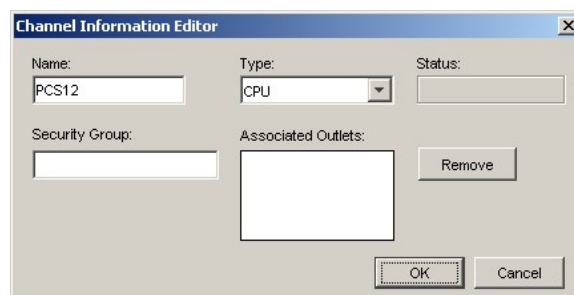 Channel Information Editor
Name:
Type:
Status:
PCS12
CPU
Security Group:
Associated Outlets:
Remove
OK
Cancel